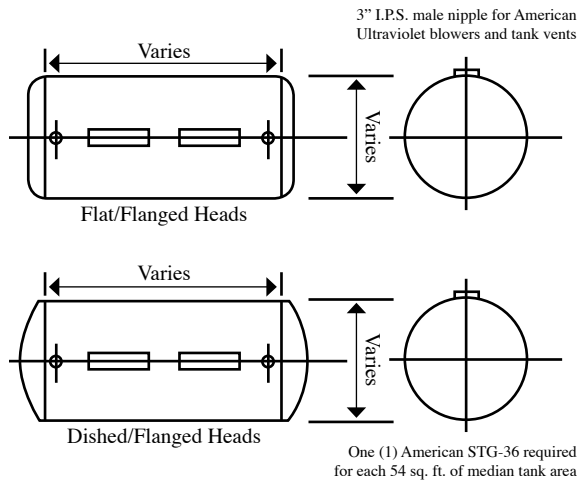 3” I.P.S. male nipple for American
Ultraviolet blowers and tank vents
Varies
Varies
Flat/Flanged Heads
Varies
Varies
Dished/Flanged Heads
One (1) American STG-36 required
for each 54 sq. ft. of median tank area